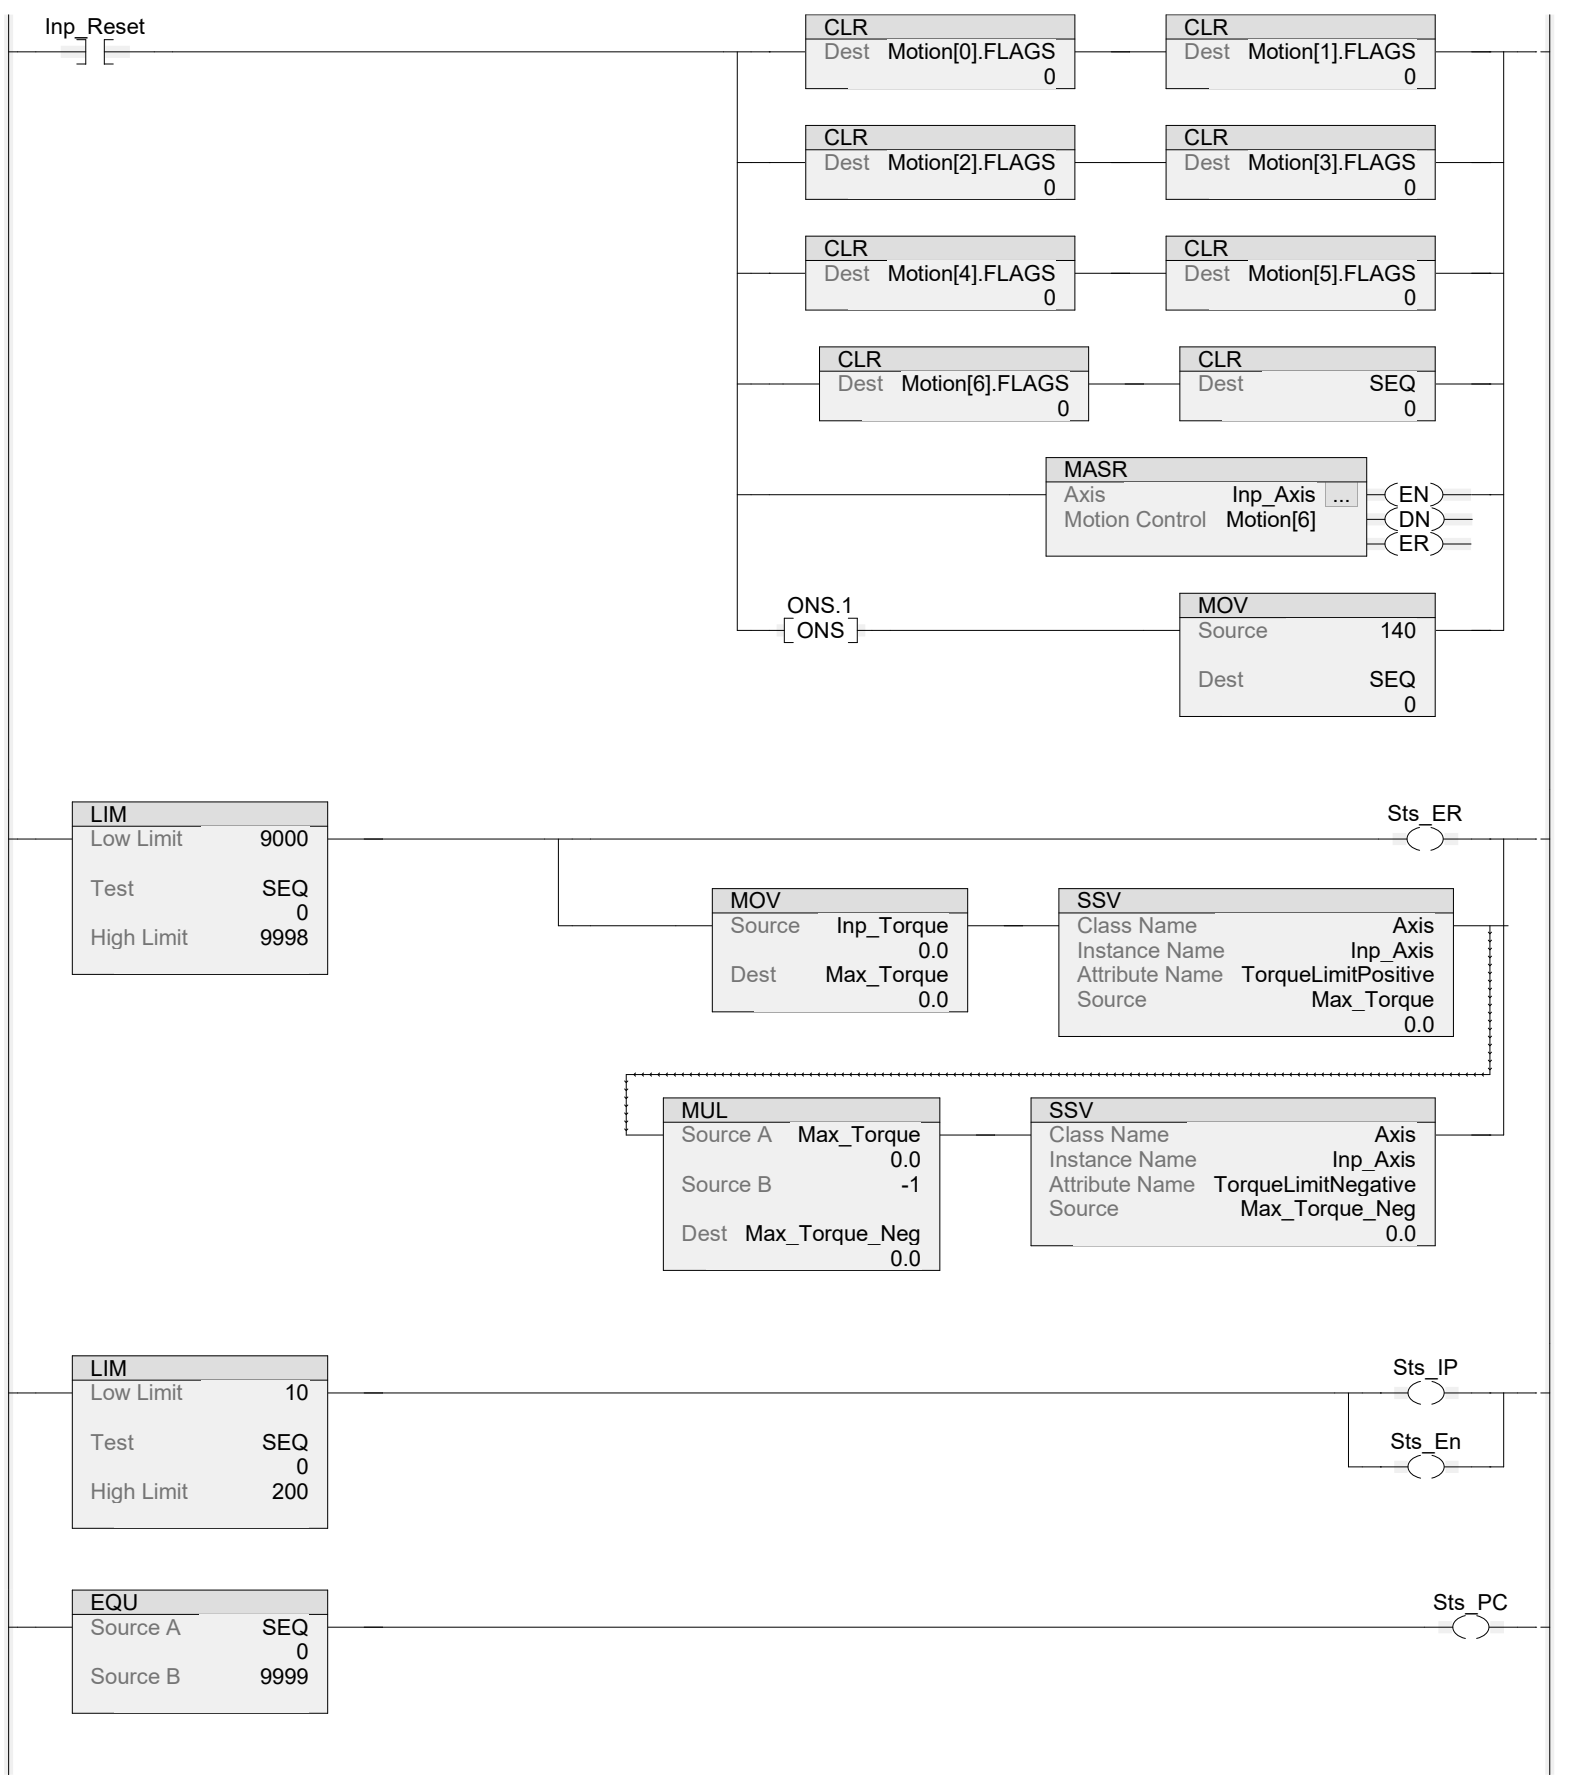 Inp_Reset
CLR
Dest Motion[0].FLAGS
0
CLR
Dest Motion[1].FLAGS
0
CLR
Dest Motion[2].FLAGS
0
CLR
Dest Motion[3].FLAGS
0
CLR
Dest Motion[4].FLAGS
0
CLR
Dest Motion[5].FLAGS
0
CLR
Dest Motion[6].FLAGS
0
CLR
Dest SEQ
0
MASR
Axis Inp_Axis ...
Motion Control Motion[6]
EN
DN
ER
ONS.1
ONS
MOV
Source 140
Dest SEQ
0
LIM
Low Limit 9000
Test SEQ
0
High Limit 9998
Sts_ER
MOV
Source Inp_Torque
0.0
Dest Max_Torque
0.0
SSV
Class Name Axis
Instance Name Inp_Axis
Attribute Name TorqueLimitPositive
Source Max_Torque
0.0
MUL
Source A Max_Torque
0.0
Source B -1
Dest Max_Torque_Neg
0.0
SSV
Class Name Axis
Instance Name Inp_Axis
Attribute Name TorqueLimitNegative
Source Max_Torque_Neg
0.0
LIM
Low Limit 10
Test SEQ
0
High Limit 200
Sts_IP
Sts_En
EQU
Source A SEQ
0
Source B 9999
Sts_PC